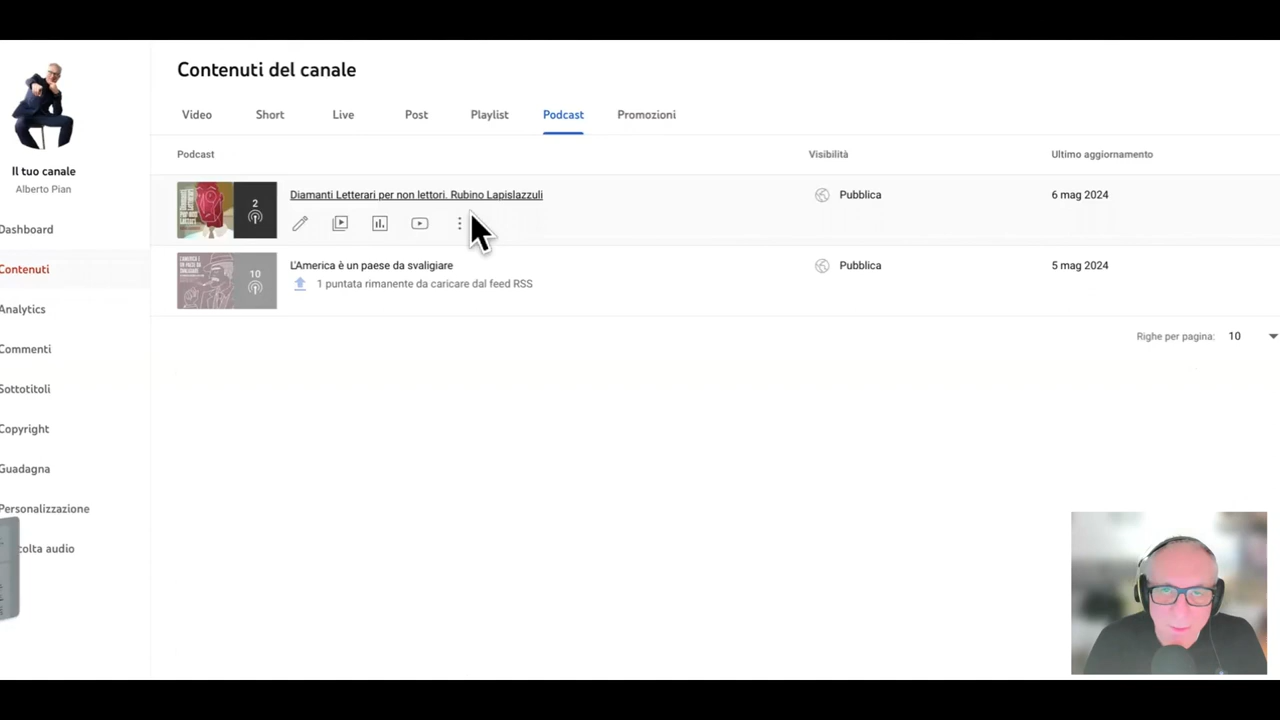 Contenuti del canale
Video Short Live Post Playlist Podcast Promozioni
Il tuo canale
Alberto Pian
Dashboard
Contenuti
Analytics
Commenti
Sottotitoli
Copyright
Guadagna
Personalizzazione
colta audio
Podcast Visibilità Ultimo aggiornamento
2
Diamanti Letterari per non lettori. Rubino Lapislazzuli Pubblica 6 mag 2024
10
L'America è un paese da svaligiare Pubblica 5 mag 2024
1 puntata rimanente da caricare dal feed RSS
Righe per pagina: 10